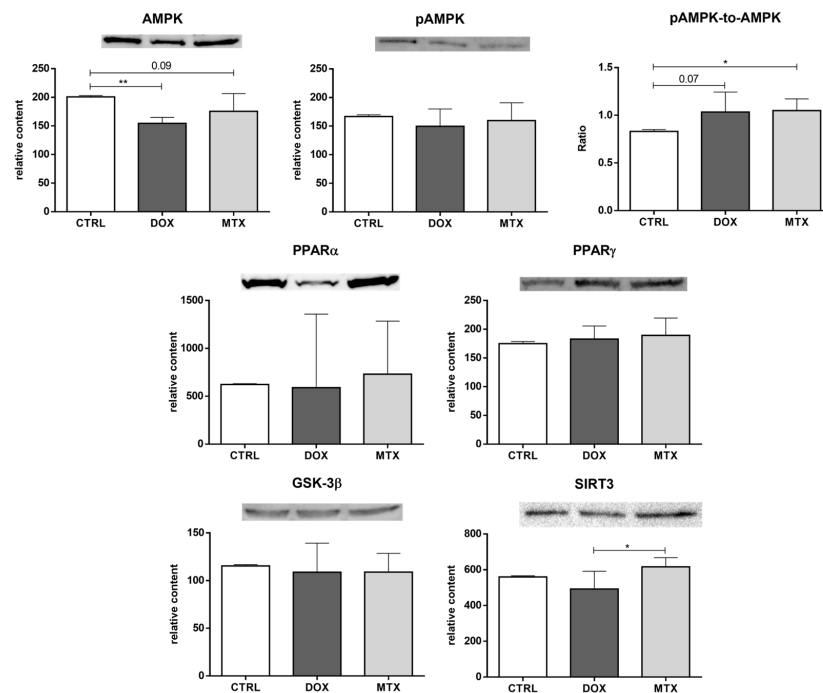 AMPK
pAMPK
pAMPK-to-AMPK
relative content
250
200
150
100
50
0
0.09
**
CTRL
DOX
MTX
relative content
250
200
150
100
50
0
CTRL
DOX
MTX
Ratio
1.5
1.0
0.5
0.0
*
0.07
CTRL
DOX
MTX
PPARα
PPARγ
relative content
1500
1000
500
0
CTRL
DOX
MTX
relative content
250
200
150
100
50
0
CTRL
DOX
MTX
GSK-3β
SIRT3
relative content
150
100
50
0
CTRL
DOX
MTX
relative content
800
600
400
200
0
*
CTRL
DOX
MTX